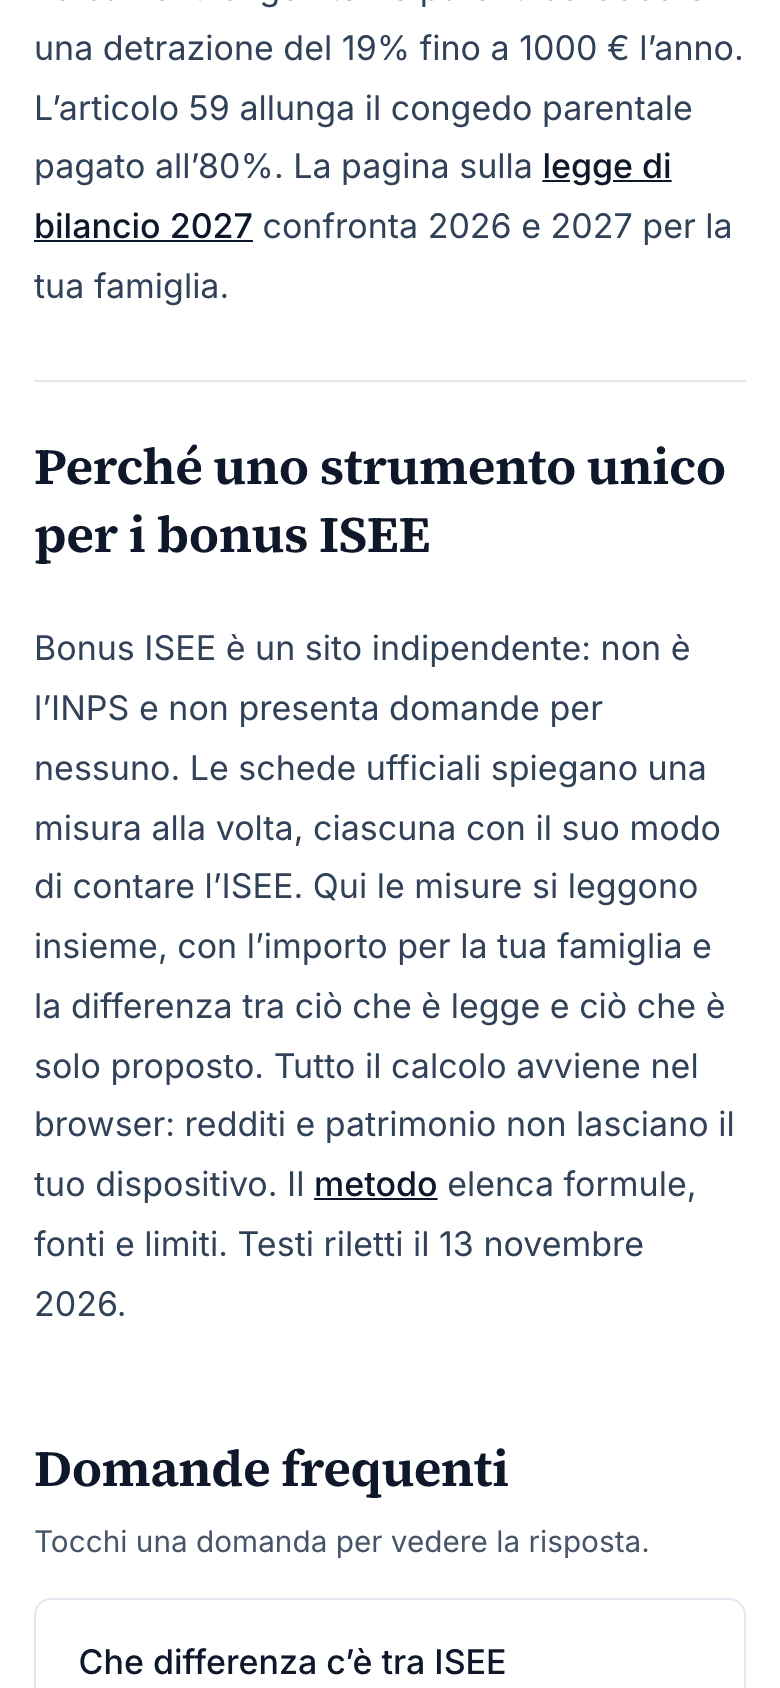 una detrazione del 19% fino a 1000 € l’anno.
L’articolo 59 allunga il congedo parentale
pagato all’80%. La pagina sulla legge di
bilancio 2027 confronta 2026 e 2027 per la
tua famiglia.
Perché uno strumento unico
per i bonus ISEE
Bonus ISEE è un sito indipendente: non è
l’INPS e non presenta domande per
nessuno. Le schede ufficiali spiegano una
misura alla volta, ciascuna con il suo modo
di contare l’ISEE. Qui le misure si leggono
insieme, con l’importo per la tua famiglia e
la differenza tra ciò che è legge e ciò che è
solo proposto. Tutto il calcolo avviene nel
browser: redditi e patrimonio non lasciano il
tuo dispositivo. Il metodo elenca formule,
fonti e limiti. Testi riletti il 13 novembre
2026.
Domande frequenti
Tocchi una domanda per vedere la risposta.
Che differenza c’è tra ISEE